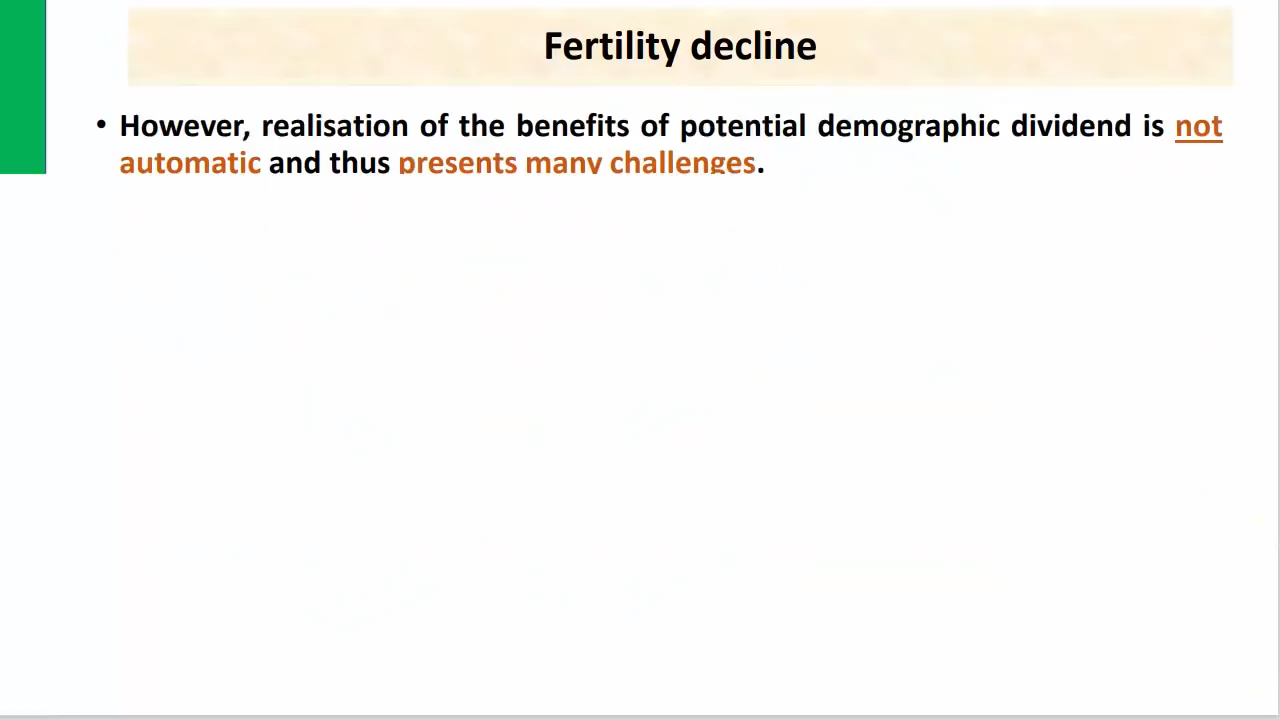 Fertility decline
• However, realisation of the benefits of potential demographic dividend is not
automatic and thus presents many challenges.